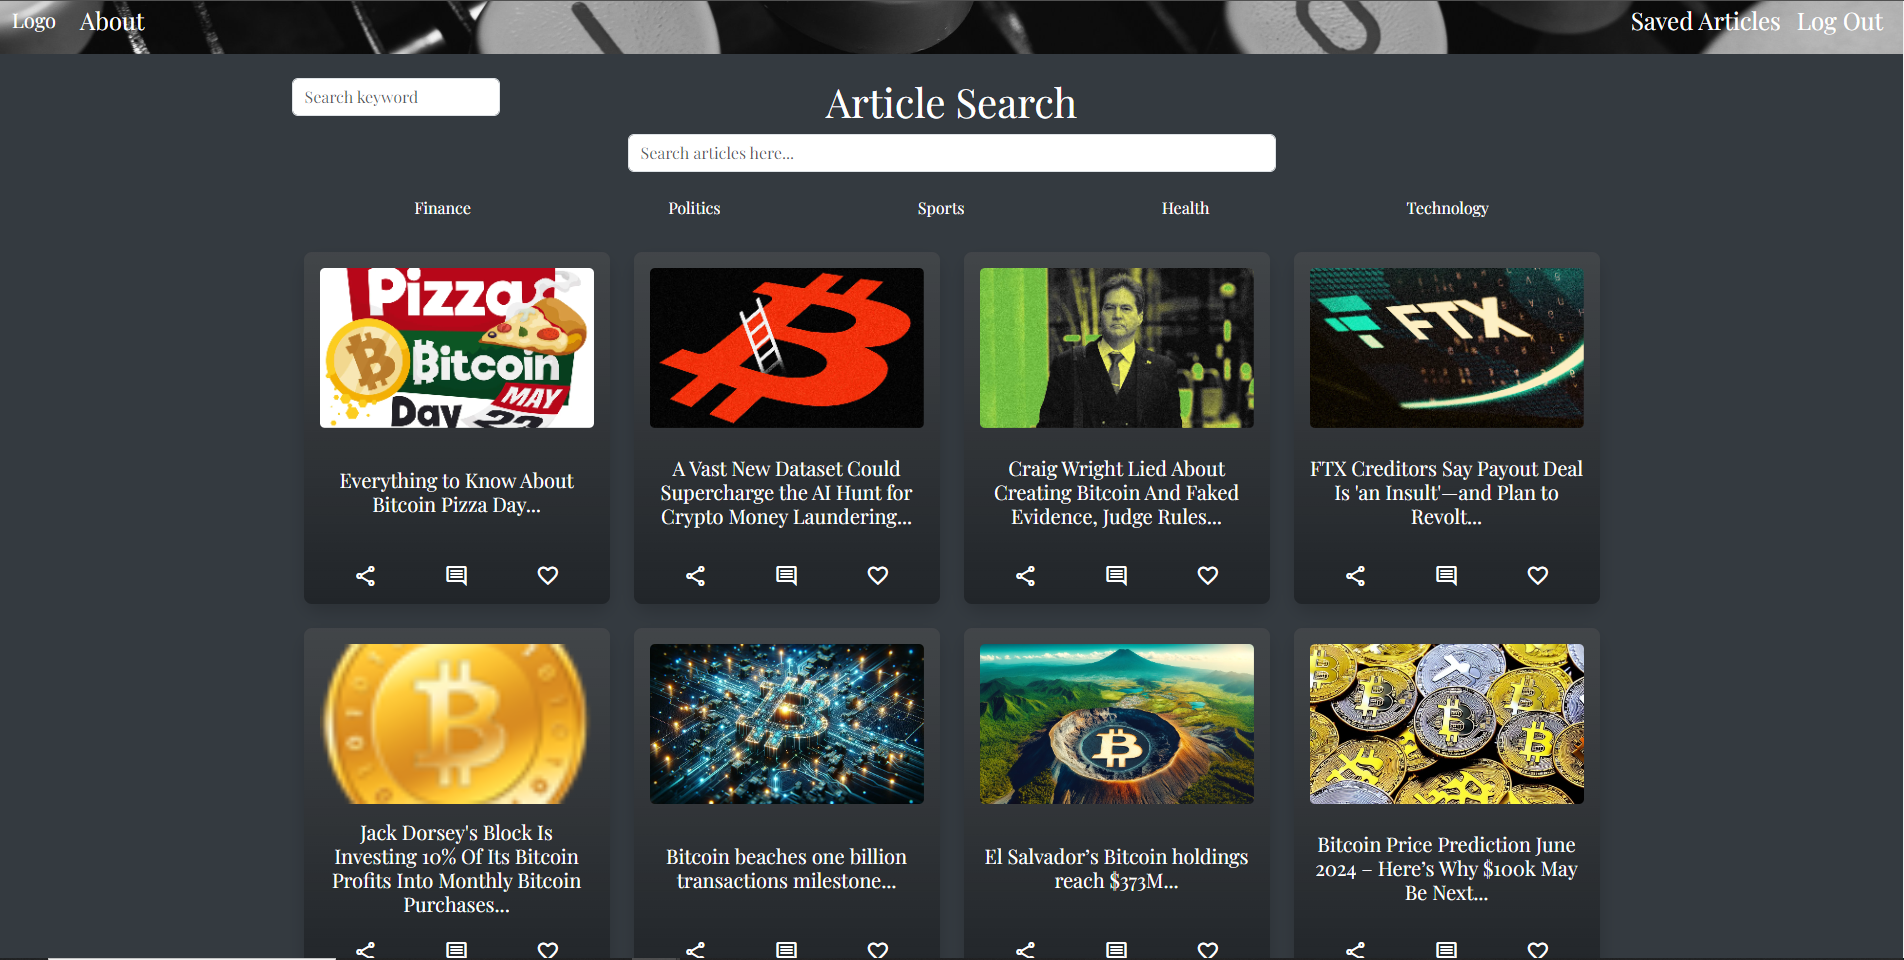 Logo About Saved Articles Log Out
Search keyword
Article Search
Search articles here...
Finance Politics Sports Health Technology
Pizza
Bitcoin
MAY
Day 22
FTX
Everything to Know About
Bitcoin Pizza Day...
A Vast New Dataset Could
Supercharge the AI Hunt for
Crypto Money Laundering...
Craig Wright Lied About
Creating Bitcoin And Faked
Evidence, Judge Rules...
FTX Creditors Say Payout Deal
Is 'an Insult'—and Plan to
Revolt...
Jack Dorsey's Block Is
Investing 10% Of Its Bitcoin
Profits Into Monthly Bitcoin
Purchases...
Bitcoin beaches one billion
transactions milestone...
El Salvador’s Bitcoin holdings
reach $373M...
Bitcoin Price Prediction June
2024 – Here’s Why $100k May
Be Next...